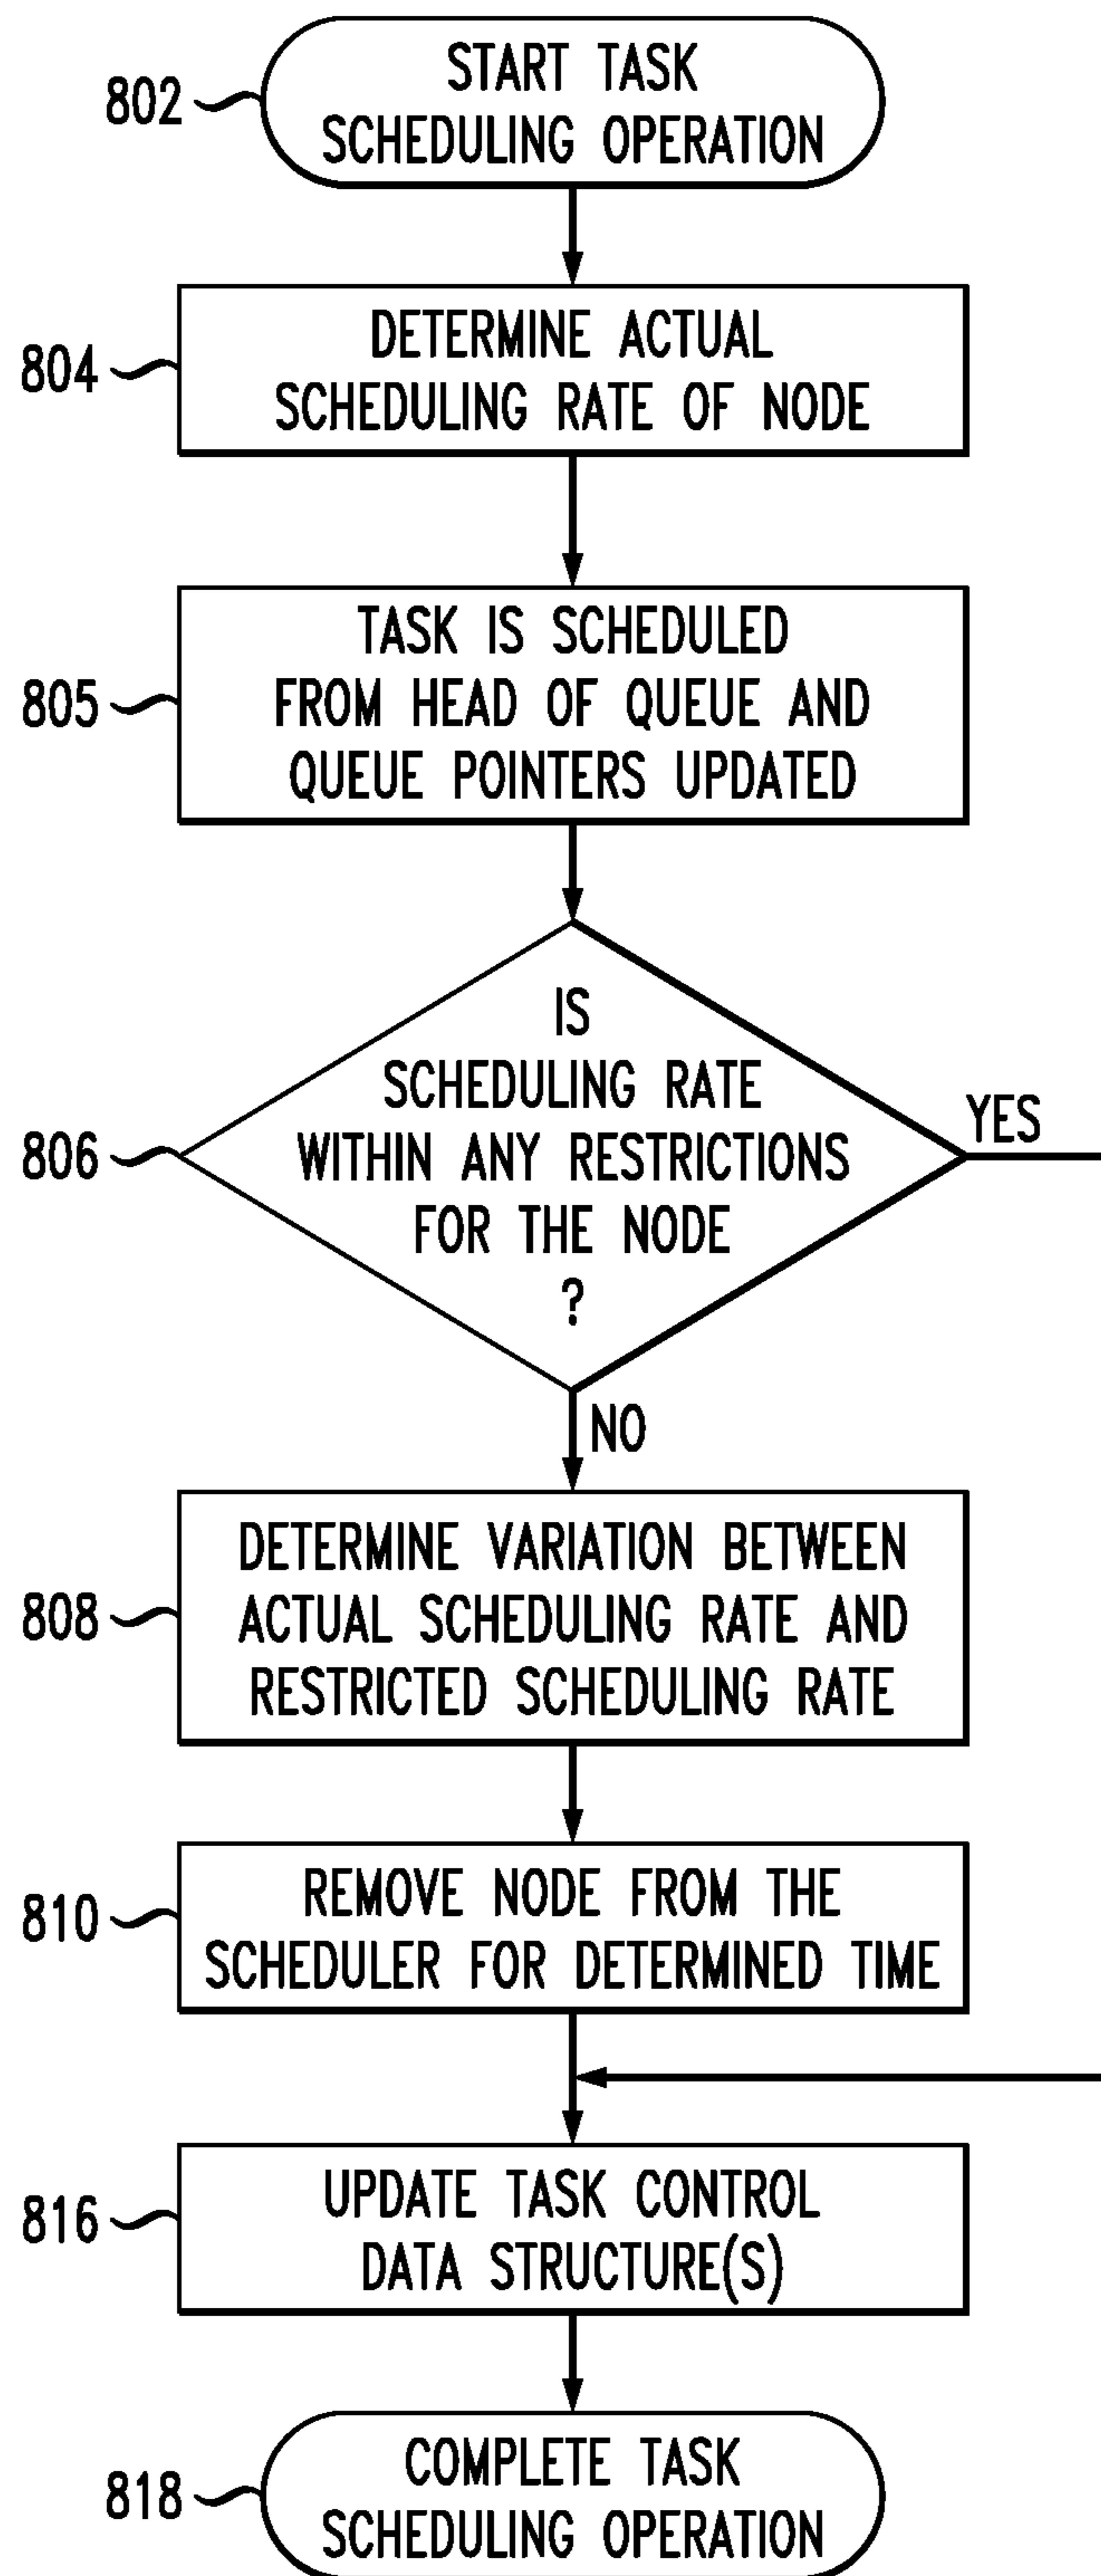 START TASK
SCHEDULING OPERATION
802
DETERMINE ACTUAL
SCHEDULING RATE OF NODE
804
TASK IS SCHEDULED
FROM HEAD OF QUEUE AND
QUEUE POINTERS UPDATED
805
IS
SCHEDULING RATE
WITHIN ANY RESTRICTIONS
FOR THE NODE
?
806
YES
NO
DETERMINE VARIATION BETWEEN
ACTUAL SCHEDULING RATE AND
RESTRICTED SCHEDULING RATE
808
REMOVE NODE FROM THE
SCHEDULER FOR DETERMINED TIME
810
UPDATE TASK CONTROL
DATA STRUCTURE(S)
816
COMPLETE TASK
SCHEDULING OPERATION
818